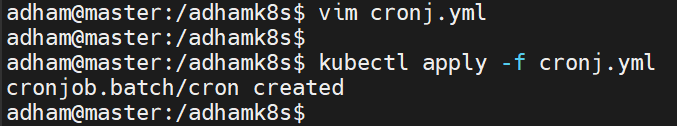 adham@master:/adhamk8s$ vim cronj.yml
adham@master:/adhamk8s$
adham@master:/adhamk8s$ kubectl apply -f cronj.yml
cronjob.batch/cron created
adham@master:/adhamk8s$